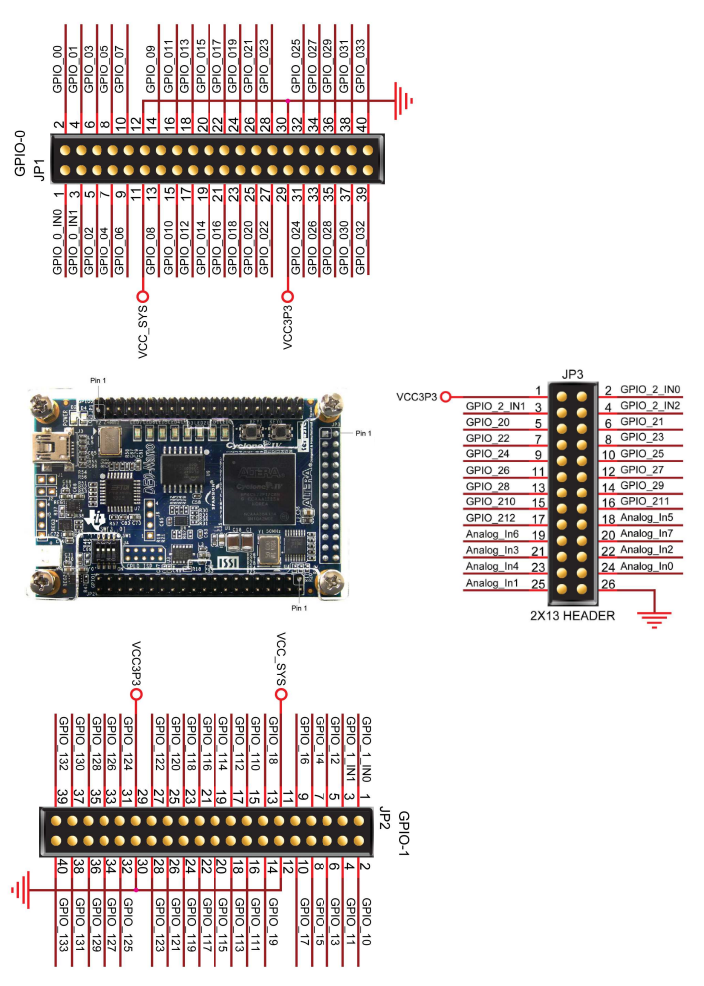 GPIO_00 GPIO_01 GPIO_03 GPIO_05 GPIO_07 GPIO_09 GPIO_011 GPIO_013 GPIO_015 GPIO_017 GPIO_019 GPIO_021 GPIO_023 GPIO_025 GPIO_027 GPIO_029 GPIO_031 GPIO_033
2 4 6 8 10 12 14 16 18 20 22 24 26 28 30 32 34 36 38 40
GPIO-0
JP1
1 3 5 7 9 11 13 15 17 19 21 23 25 27 29 31 33 35 37 39
GPIO_0_IN0 GPIO_0_IN1 GPIO_02 GPIO_04 GPIO_06 GPIO_08 GPIO_010 GPIO_012 GPIO_014 GPIO_016 GPIO_018 GPIO_020 GPIO_022 GPIO_024 GPIO_026 GPIO_028 GPIO_030 GPIO_032
VCC_SYS VCC3P3
Pin 1
Pin 1
Pin 1
POWER
Cyclone IV
ALTERA
ISSI
JP3
VCC3P3 1 2 GPIO_2_IN0
GPIO_2_IN1 3 4 GPIO_2_IN2
GPIO_20 5 6 GPIO_21
GPIO_22 7 8 GPIO_23
GPIO_24 9 10 GPIO_25
GPIO_26 11 12 GPIO_27
GPIO_28 13 14 GPIO_29
GPIO_210 15 16 GPIO_211
GPIO_212 17 18 Analog_In5
Analog_In6 19 20 Analog_In7
Analog_In3 21 22 Analog_In2
Analog_In4 23 24 Analog_In0
Analog_In1 25 26
2X13 HEADER
VCC3P3 VCC_SYS
GPIO_132 GPIO_130 GPIO_128 GPIO_126 GPIO_124 GPIO_122 GPIO_120 GPIO_118 GPIO_116 GPIO_114 GPIO_112 GPIO_110 GPIO_18 GPIO_16 GPIO_14 GPIO_12 GPIO_1_IN1 GPIO_1_IN0
39 37 35 33 31 29 27 25 23 21 19 17 15 13 11 9 7 5 3 1
JP2
GPIO-1
40 38 36 34 32 30 28 26 24 22 20 18 16 14 12 10 8 6 4 2
GPIO_133 GPIO_131 GPIO_129 GPIO_127 GPIO_125 GPIO_123 GPIO_121 GPIO_119 GPIO_117 GPIO_115 GPIO_113 GPIO_111 GPIO_19 GPIO_17 GPIO_15 GPIO_13 GPIO_11 GPIO_10